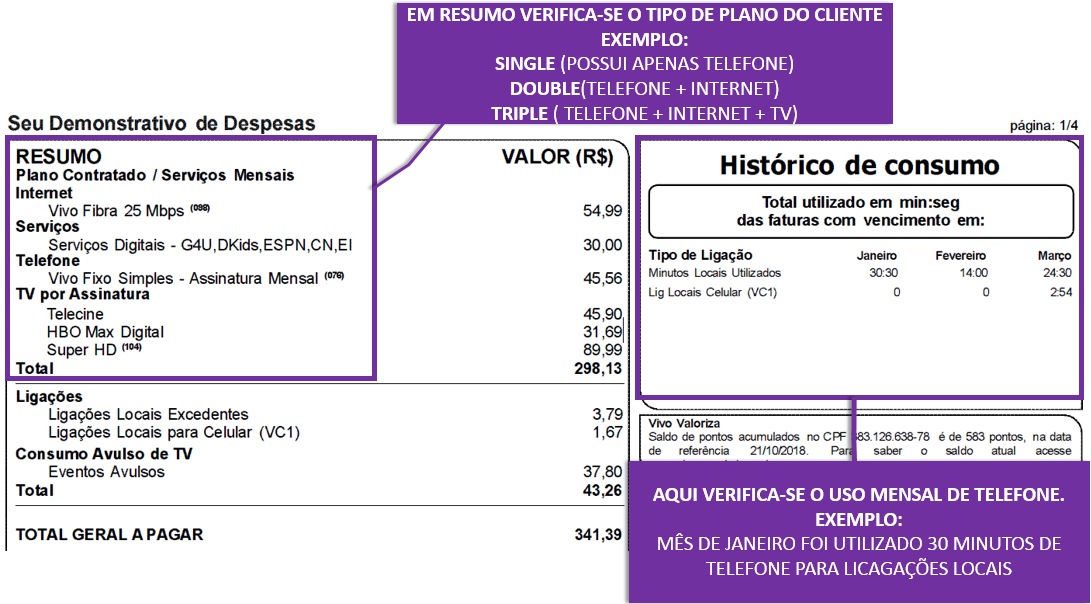 EM RESUMO VERIFICA-SE O TIPO DE PLANO DO CLIENTE
EXEMPLO:
SINGLE (POSSUI APENAS TELEFONE)
DOUBLE(TELEFONE + INTERNET)
TRIPLE ( TELEFONE + INTERNET + TV)
Seu Demonstrativo de Despesas
página: 1/4
RESUMO VALOR (R$)
Plano Contratado / Serviços Mensais
Internet
Vivo Fibra 25 Mbps (098) 54,99
Serviços
Serviços Digitais - G4U,DKids,ESPN,CN,EI 30,00
Telefone
Vivo Fixo Simples - Assinatura Mensal (076) 45,56
TV por Assinatura
Telecine 45,90
HBO Max Digital 31,69
Super HD (104) 89,99
Total 298,13
Ligações
Ligações Locais Excedentes 3,79
Ligações Locais para Celular (VC1) 1,67
Consumo Avulso de TV
Eventos Avulsos 37,80
Total 43,26
TOTAL GERAL A PAGAR 341,39
Histórico de consumo
Total utilizado em min:seg
das faturas com vencimento em:
Tipo de Ligação Janeiro Fevereiro Março
Minutos Locais Utilizados 30:30 14:00 24:30
Lig Locais Celular (VC1) 0 0 2:54
Vivo Valoriza
Saldo de pontos acumulados no CPF 83.126.638-78 é de 583 pontos, na data
de referência 21/10/2018. Para saber o saldo atual acesse
AQUI VERIFICA-SE O USO MENSAL DE TELEFONE.
EXEMPLO:
MÊS DE JANEIRO FOI UTILIZADO 30 MINUTOS DE
TELEFONE PARA LICAGAÇÕES LOCAIS